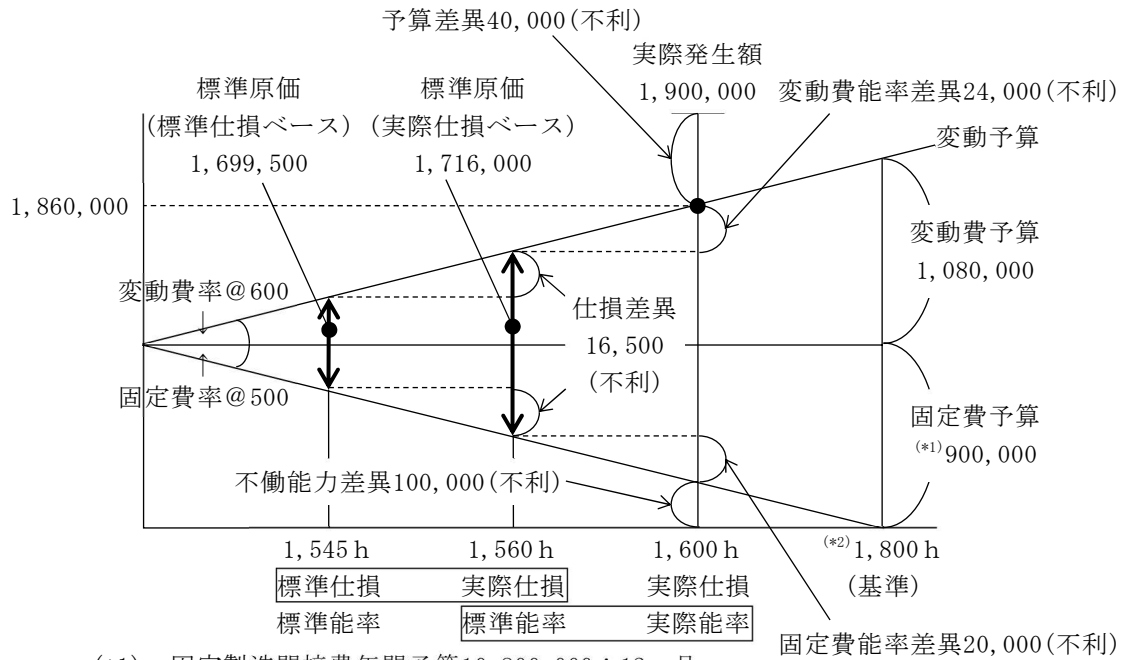 予算差異40,000(不利)
実際発生額
1,900,000
標準原価
(標準仕損ベース)
1,699,500
標準原価
(実際仕損ベース)
1,716,000
変動費能率差異24,000(不利)
変動予算
1,860,000
変動費予算
1,080,000
変動費率@600
仕損差異
16,500
(不利)
固定費率@500
固定費予算
(*1)900,000
不働能力差異100,000(不利)
1,545h
1,560h
1,600h
(*2)1,800h
標準仕損
実際仕損
実際仕損
(基準)
標準能率
標準能率
実際能率
固定費能率差異20,000(不利)